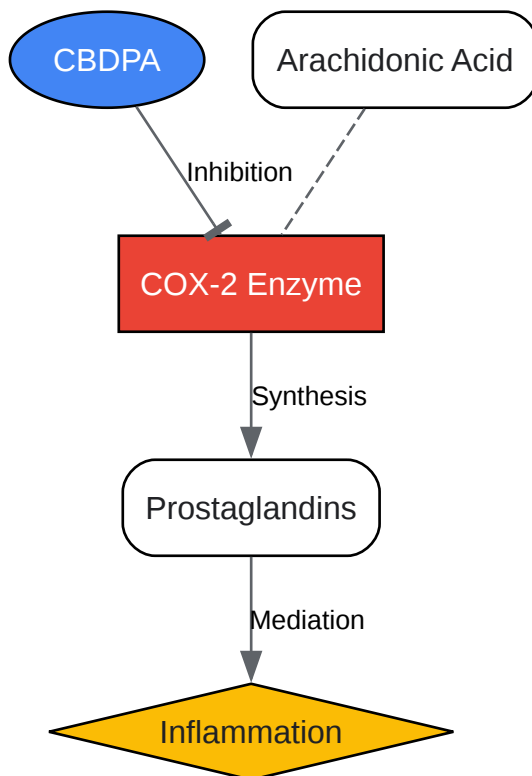 CBDPA
Arachidonic Acid
Inhibition
COX-2 Enzyme
Synthesis
Prostaglandins
Mediation
Inflammation